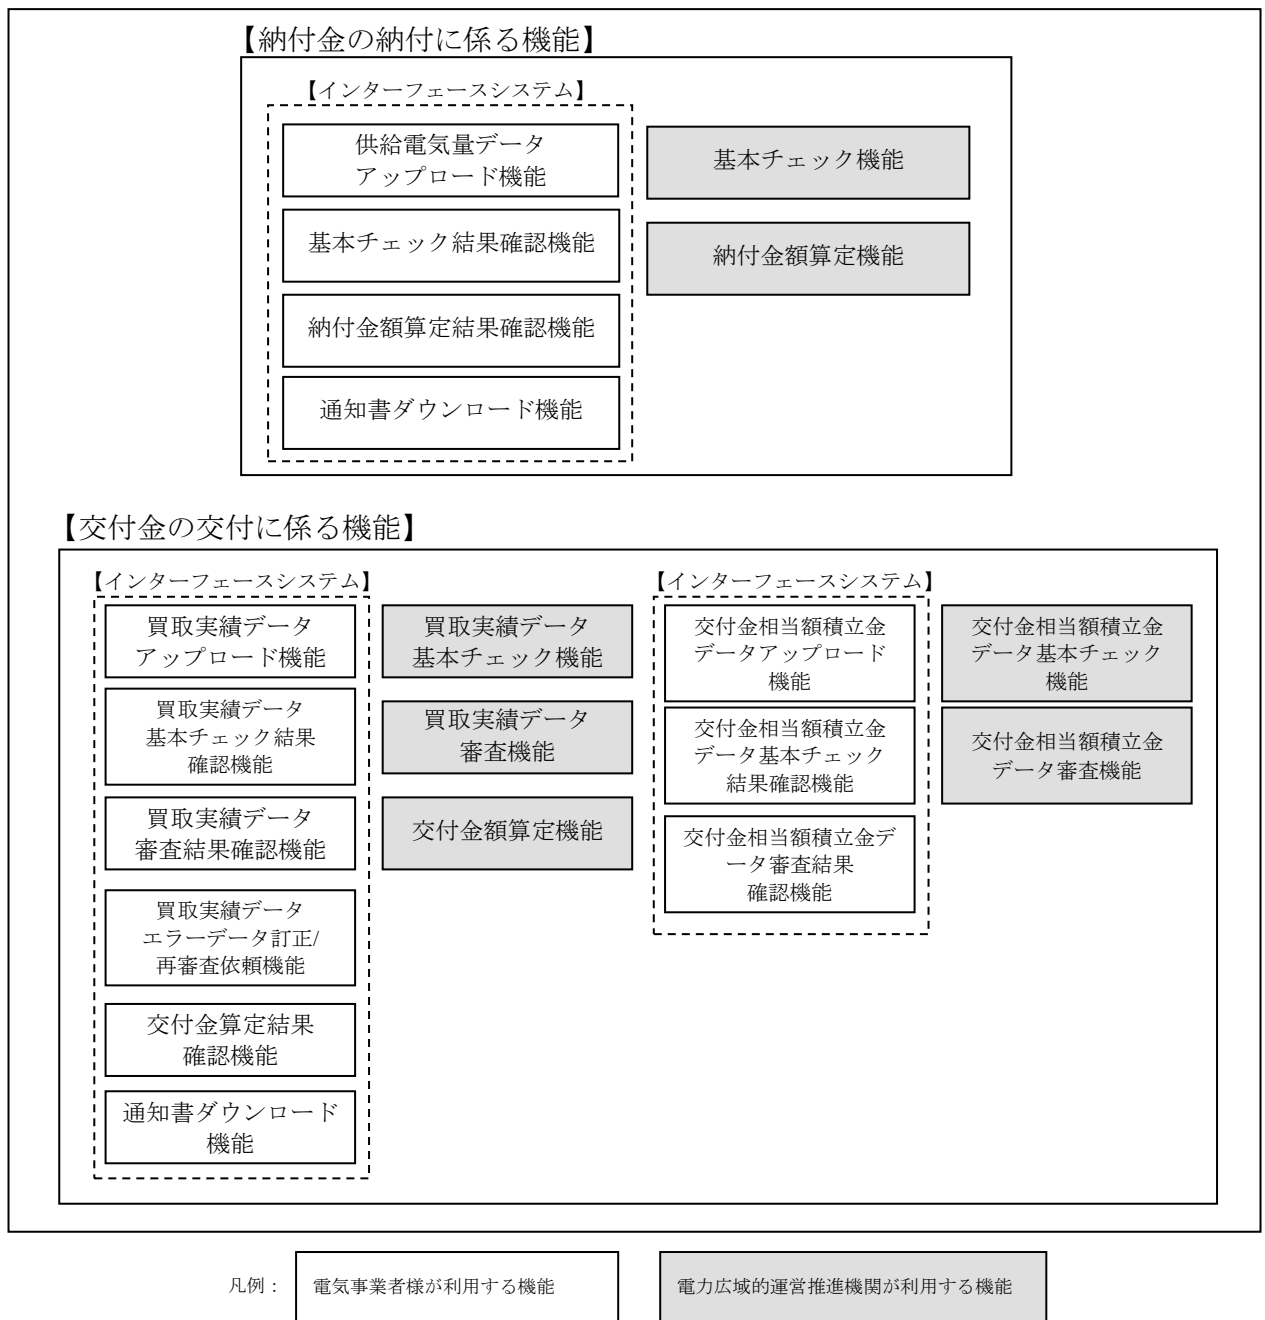 【納付金の納付に係る機能】
【インターフェースシステム】
供給電気量データ
アップロード機能
基本チェック結果確認機能
納付金額算定結果確認機能
通知書ダウンロード機能
基本チェック機能
納付金額算定機能
【交付金の交付に係る機能】
【インターフェースシステム】
買取実績データ
アップロード機能
買取実績データ
基本チェック結果
確認機能
買取実績データ
審査結果確認機能
買取実績データ
エラーデータ訂正/
再審査依頼機能
交付金算定結果
確認機能
通知書ダウンロード
機能
買取実績データ
基本チェック機能
買取実績データ
審査機能
交付金額算定機能
【インターフェースシステム】
交付金相当額積立金
データアップロード
機能
交付金相当額積立金
データ基本チェック
結果確認機能
交付金相当額積立金デ
ータ審査結果
確認機能
交付金相当額積立金
データ基本チェック
機能
交付金相当額積立金
データ審査機能
凡例：
電気事業者様が利用する機能
電力広域的運営推進機関が利用する機能